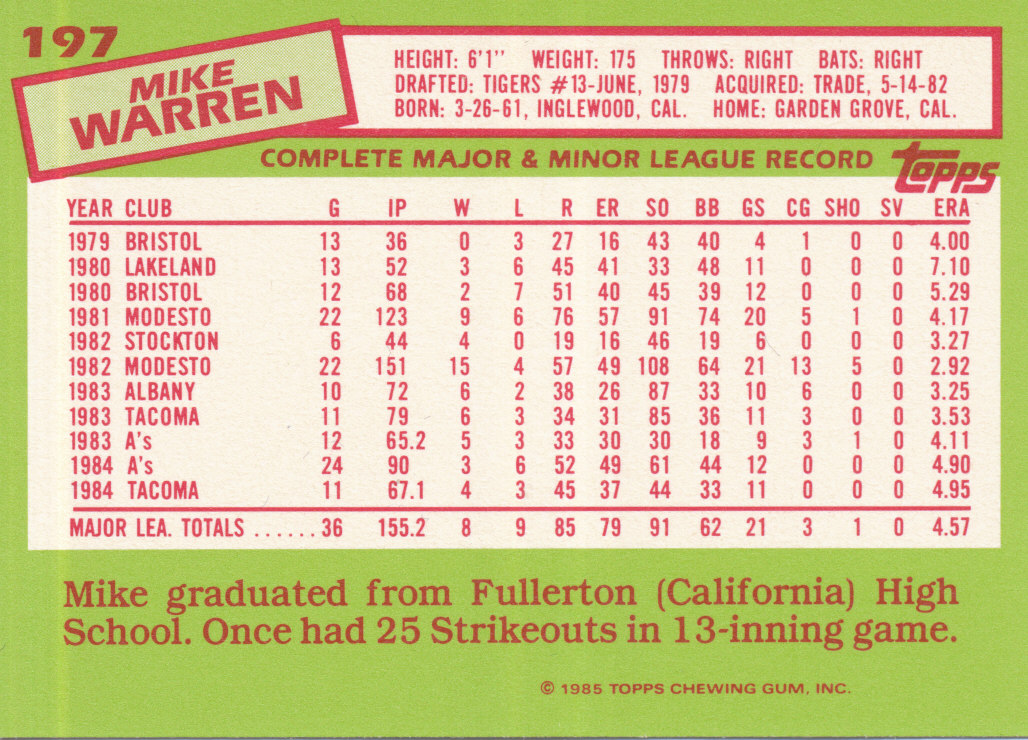 197
MIKE
WARREN
HEIGHT: 6'1'' WEIGHT: 175 THROWS: RIGHT BATS: RIGHT
DRAFTED: TIGERS #13-JUNE, 1979 ACQUIRED: TRADE, 5-14-82
BORN: 3-26-61, INGLEWOOD, CAL. HOME: GARDEN GROVE, CAL.
COMPLETE MAJOR & MINOR LEAGUE RECORD
topps
YEAR CLUB G IP W L R ER SO BB GS CG SHO SV ERA
1979 BRISTOL 13 36 0 3 27 16 43 40 4 1 0 0 4.00
1980 LAKELAND 13 52 3 6 45 41 33 48 11 0 0 0 7.10
1980 BRISTOL 12 68 2 7 51 40 45 39 12 0 0 0 5.29
1981 MODESTO 22 123 9 6 76 57 91 74 20 5 1 0 4.17
1982 STOCKTON 6 44 4 0 19 16 46 19 6 0 0 0 3.27
1982 MODESTO 22 151 15 4 57 49 108 64 21 13 5 0 2.92
1983 ALBANY 10 72 6 2 38 26 87 33 10 6 0 0 3.25
1983 TACOMA 11 79 6 3 34 31 85 36 11 3 0 0 3.53
1983 A's 12 65.2 5 3 33 30 30 18 9 3 1 0 4.11
1984 A's 24 90 3 6 52 49 61 44 12 0 0 0 4.90
1984 TACOMA 11 67.1 4 3 45 37 44 33 11 0 0 0 4.95
MAJOR LEA. TOTALS ...... 36 155.2 8 9 85 79 91 62 21 3 1 0 4.57
Mike graduated from Fullerton (California) High
School. Once had 25 Strikeouts in 13-inning game.
© 1985 TOPPS CHEWING GUM, INC.